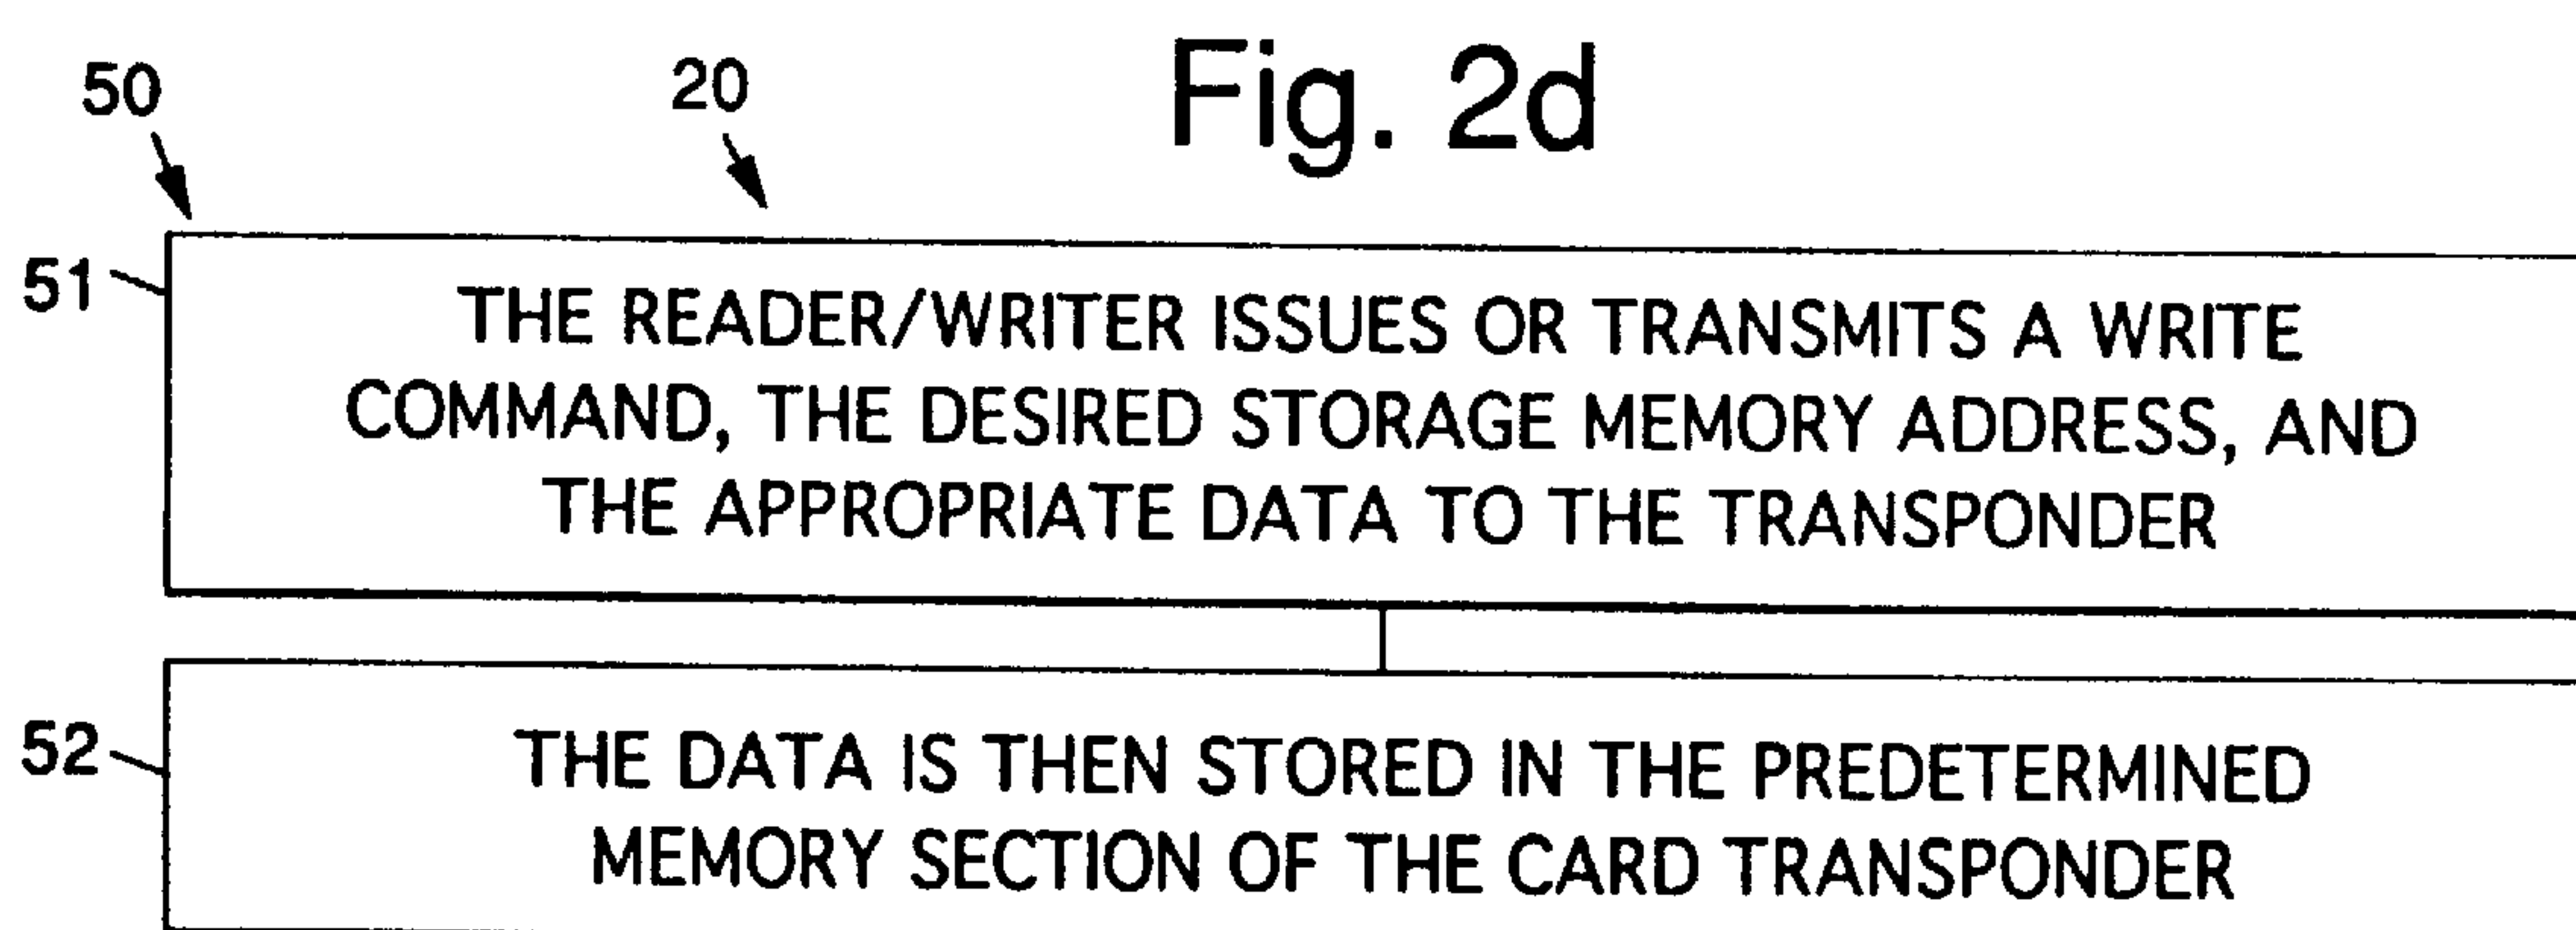 Fig. 2d
50
20
51
THE READER/WRITER ISSUES OR TRANSMITS A WRITE
COMMAND, THE DESIRED STORAGE MEMORY ADDRESS, AND
THE APPROPRIATE DATA TO THE TRANSPONDER
52
THE DATA IS THEN STORED IN THE PREDETERMINED
MEMORY SECTION OF THE CARD TRANSPONDER